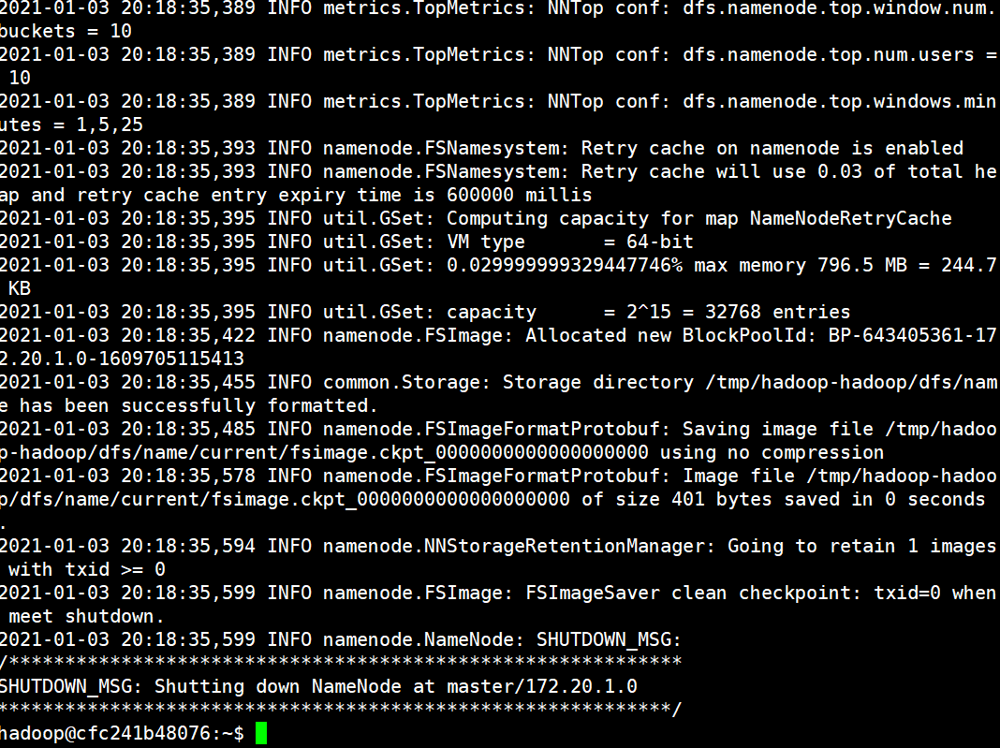 2021-01-03 20:18:35,389 INFO metrics.TopMetrics: NNTop conf: dfs.namenode.top.window.num.
buckets = 10
2021-01-03 20:18:35,389 INFO metrics.TopMetrics: NNTop conf: dfs.namenode.top.num.users =
 10
2021-01-03 20:18:35,389 INFO metrics.TopMetrics: NNTop conf: dfs.namenode.top.windows.min
utes = 1,5,25
2021-01-03 20:18:35,393 INFO namenode.FSNamesystem: Retry cache on namenode is enabled
2021-01-03 20:18:35,393 INFO namenode.FSNamesystem: Retry cache will use 0.03 of total he
ap and retry cache entry expiry time is 600000 millis
2021-01-03 20:18:35,395 INFO util.GSet: Computing capacity for map NameNodeRetryCache
2021-01-03 20:18:35,395 INFO util.GSet: VM type       = 64-bit
2021-01-03 20:18:35,395 INFO util.GSet: 0.029999999329447746% max memory 796.5 MB = 244.7
 KB
2021-01-03 20:18:35,395 INFO util.GSet: capacity      = 2^15 = 32768 entries
2021-01-03 20:18:35,422 INFO namenode.FSImage: Allocated new BlockPoolId: BP-643405361-17
2.20.1.0-1609705115413
2021-01-03 20:18:35,455 INFO common.Storage: Storage directory /tmp/hadoop-hadoop/dfs/nam
e has been successfully formatted.
2021-01-03 20:18:35,485 INFO namenode.FSImageFormatProtobuf: Saving image file /tmp/hadoo
p-hadoop/dfs/name/current/fsimage.ckpt_0000000000000000000 using no compression
2021-01-03 20:18:35,578 INFO namenode.FSImageFormatProtobuf: Image file /tmp/hadoop-hadoo
p/dfs/name/current/fsimage.ckpt_0000000000000000000 of size 401 bytes saved in 0 seconds
.
2021-01-03 20:18:35,594 INFO namenode.NNStorageRetentionManager: Going to retain 1 images
 with txid >= 0
2021-01-03 20:18:35,599 INFO namenode.FSImage: FSImageSaver clean checkpoint: txid=0 when
 meet shutdown.
2021-01-03 20:18:35,599 INFO namenode.NameNode: SHUTDOWN_MSG:
/************************************************************
SHUTDOWN_MSG: Shutting down NameNode at master/172.20.1.0
************************************************************/
hadoop@cfc241b48076:~$